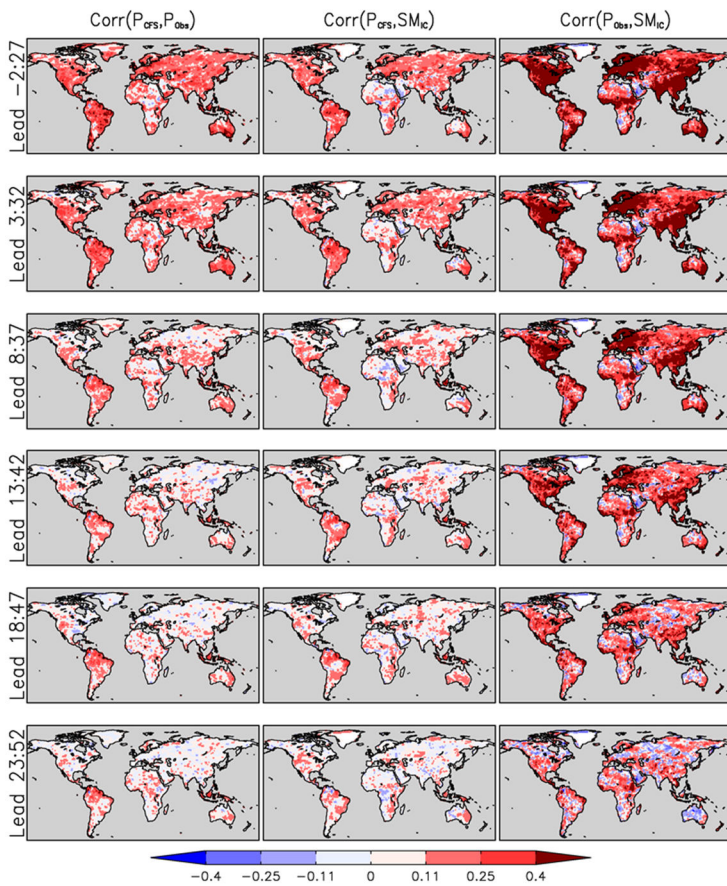 Corr(P_CFS,P_Obs) Corr(P_CFS,SM_IC) Corr(P_Obs,SM_IC)
Lead -2:27
Lead 3:32
Lead 8:37
Lead 13:42
Lead 18:47
Lead 23:52
-0.4 -0.25 -0.11 0 0.11 0.25 0.4